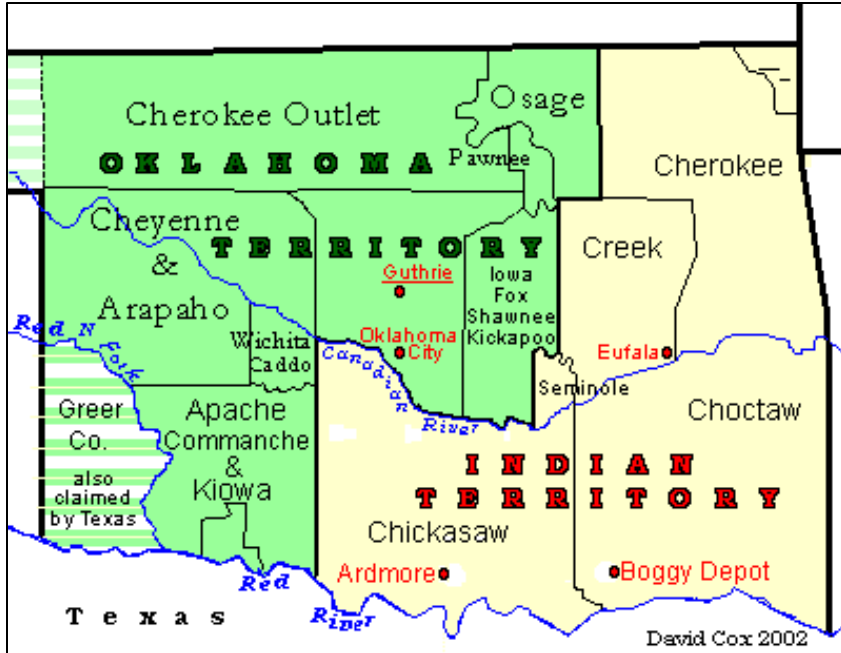 Cherokee Outlet
Osage
OKLAHOMA
Pawnee
Cherokee
Cheyenne
&
Arapaho
TERRITORY
Creek
Guthrie
Iowa
Fox
Shawnee
Kickapoo
Red N Fork
Wichita
Caddo
Oklahoma
City
Canadian
River
Eufala
Seminole
Greer
Co.
also
claimed
by Texas
Apache
Commanche
&
Kiowa
Choctaw
INDIAN
TERRITORY
Chickasaw
Ardmore
Boggy Depot
Red
River
Texas
David Cox 2002